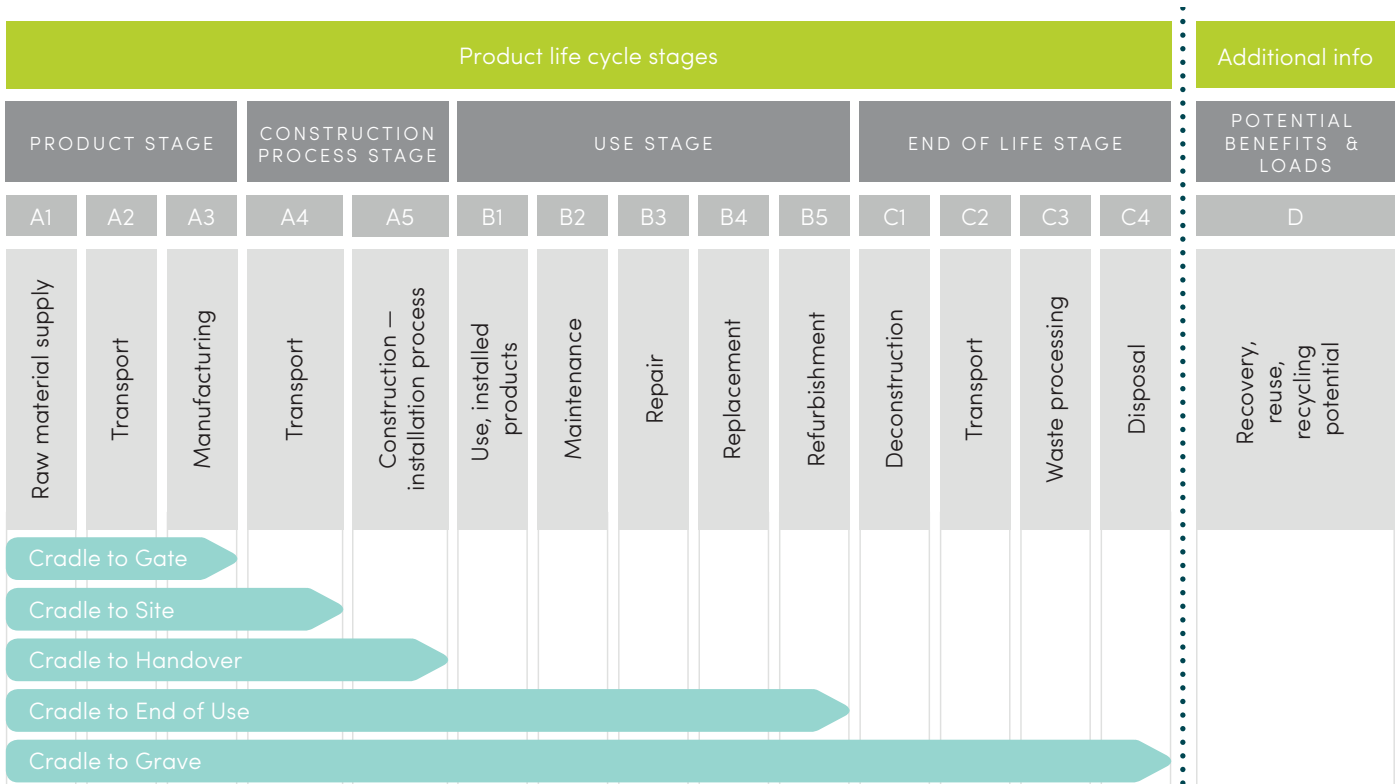 Product life cycle stages
Additional info
PRODUCT STAGE
CONSTRUCTION
PROCESS STAGE
USE STAGE
END OF LIFE STAGE
POTENTIAL
BENEFITS &
LOADS
A1
A2
A3
A4
A5
B1
B2
B3
B4
B5
C1
C2
C3
C4
D
Raw material supply
Transport
Manufacturing
Transport
Construction –
installation process
Use, installed
products
Maintenance
Repair
Replacement
Refurbishment
Deconstruction
Transport
Waste processing
Disposal
Recovery,
reuse,
recycling
potential
Cradle to Gate
Cradle to Site
Cradle to Handover
Cradle to End of Use
Cradle to Grave